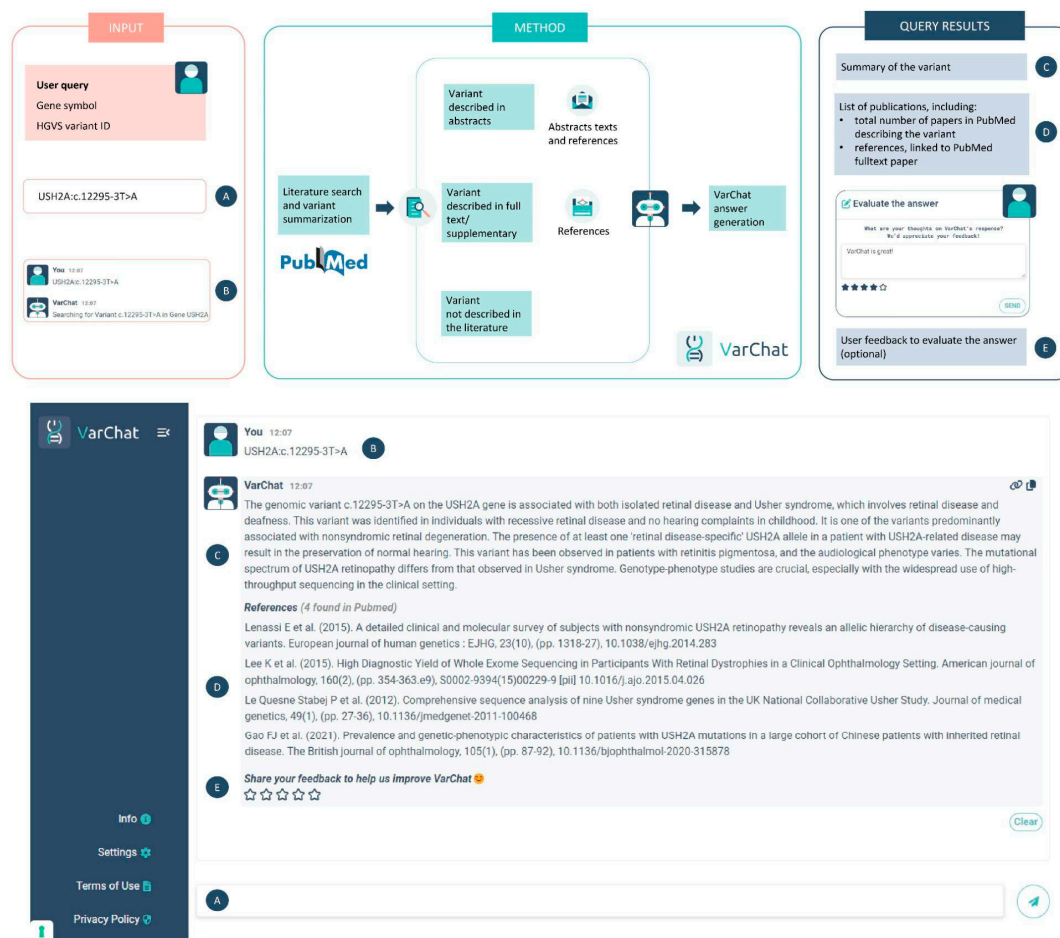 INPUT
User query
Gene symbol
HGVS variant ID
USH2A:c.12295-3T>A
A
You 12:07
USH2A:c.12295-3T>A
VarChat 12:07
Searching for Variant c.12295-3T>A in Gene USH2A
B
METHOD
Literature search
and variant
summarization
PubMed
Variant
described in
abstracts
Abstracts texts
and references
Variant
described in full
text/
supplementary
References
Variant
not described in
the literature
VarChat
answer
generation
VarChat
QUERY RESULTS
Summary of the variant
C
List of publications, including:
• total number of papers in PubMed
describing the variant
• references, linked to PubMed
fulltext paper
D
Evaluate the answer
What are your thoughts on VarChat's response?
We'd appreciate your feedback!
VarChat is great!
SEND
User feedback to evaluate the answer
(optional)
E
VarChat
You 12:07
USH2A:c.12295-3T>A
B
VarChat 12:07
The genomic variant c.12295-3T>A on the USH2A gene is associated with both isolated retinal disease and Usher syndrome, which involves retinal disease and
deafness. This variant was identified in individuals with recessive retinal disease and no hearing complaints in childhood. It is one of the variants predominantly
associated with nonsyndromic retinal degeneration. The presence of at least one 'retinal disease-specific' USH2A allele in a patient with USH2A-related disease may
result in the preservation of normal hearing. This variant has been observed in patients with retinitis pigmentosa, and the audiological phenotype varies. The mutational
spectrum of USH2A retinopathy differs from that observed in Usher syndrome. Genotype-phenotype studies are crucial, especially with the widespread use of high-
throughput sequencing in the clinical setting.
C
References (4 found in Pubmed)
Lenassi E et al. (2015). A detailed clinical and molecular survey of subjects with nonsyndromic USH2A retinopathy reveals an allelic hierarchy of disease-causing
variants. European journal of human genetics : EJHG, 23(10), (pp. 1318-27), 10.1038/ejhg.2014.283
Lee K et al. (2015). High Diagnostic Yield of Whole Exome Sequencing in Participants With Retinal Dystrophies in a Clinical Ophthalmology Setting. American journal of
ophthalmology, 160(2), (pp. 354-363.e9), S0002-9394(15)00229-9 [pii] 10.1016/j.ajo.2015.04.026
D
Le Quesne Stabej P et al. (2012). Comprehensive sequence analysis of nine Usher syndrome genes in the UK National Collaborative Usher Study. Journal of medical
genetics, 49(1), (pp. 27-36), 10.1136/jmedgenet-2011-100468
Gao FJ et al. (2021). Prevalence and genetic-phenotypic characteristics of patients with USH2A mutations in a large cohort of Chinese patients with inherited retinal
disease. The British journal of ophthalmology, 105(1), (pp. 87-92), 10.1136/bjophthalmol-2020-315878
E
Share your feedback to help us improve VarChat
Clear
Info
Settings
Terms of Use
Privacy Policy
A